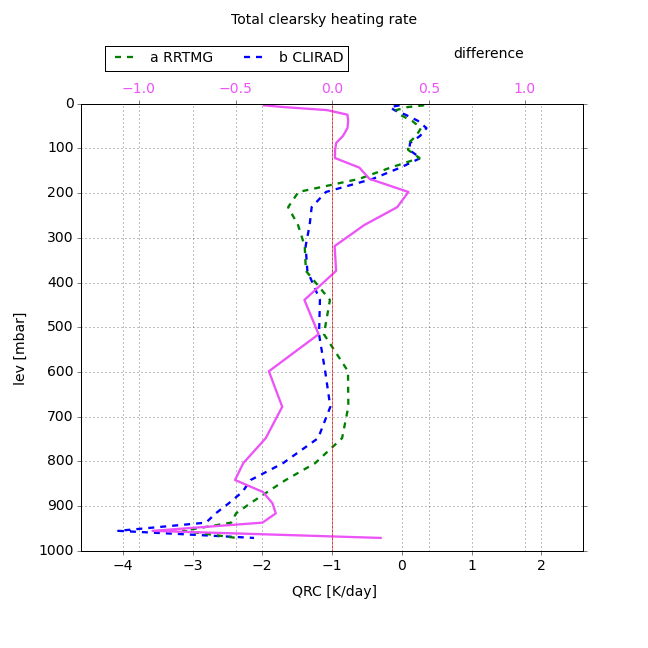 Total clearsky heating rate
a RRTMG b CLIRAD difference
−1.0 −0.5 0.0 0.5 1.0
0
100
200
300
400
500
600
700
800
900
1000
lev [mbar]
−4 −3 −2 −1 0 1 2
QRC [K/day]